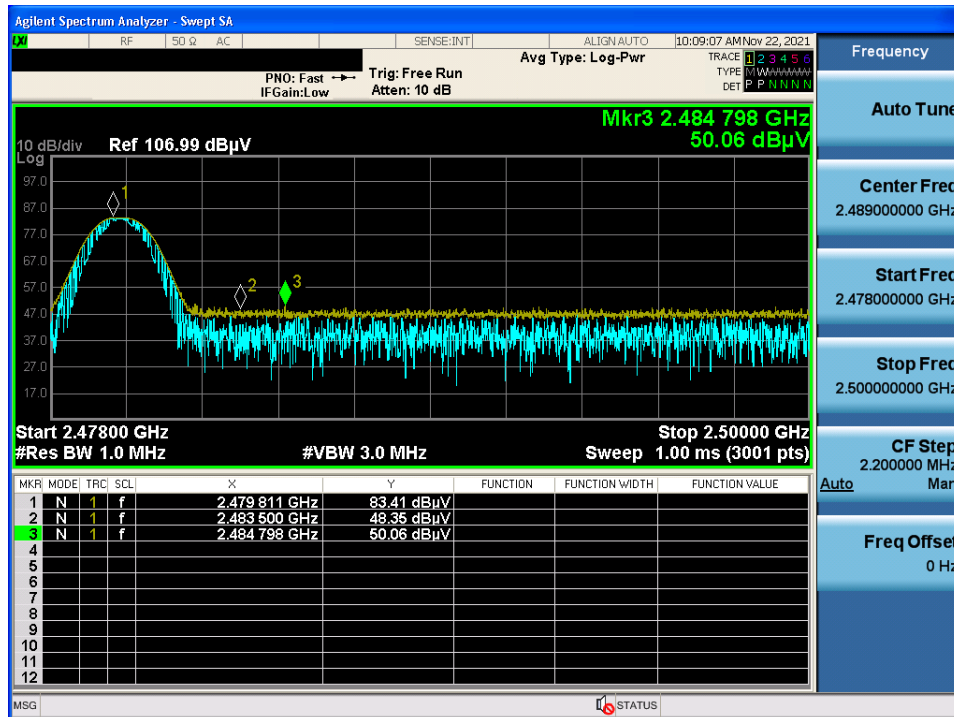 Agilent Spectrum Analyzer - Swept SA
LXI RF 50 Ω AC SENSE:INT ALIGN AUTO 10:09:07 AM Nov 22, 2021
Frequency
PNO: Fast
IFGain:Low
Trig: Free Run
Atten: 10 dB
Avg Type: Log-Pwr
TRACE 1 2 3 4 5 6
TYPE M W W W W W
DET P P N N N N
Auto Tune
Mkr3 2.484 798 GHz
50.06 dBµV
10 dB/div
Log
Ref 106.99 dBµV
97.0
87.0
77.0
67.0
57.0
47.0
37.0
27.0
17.0
1
2
3
Center Freq
2.489000000 GHz
Start Freq
2.478000000 GHz
Stop Freq
2.500000000 GHz
Start 2.47800 GHz
Stop 2.50000 GHz
#Res BW 1.0 MHz
#VBW 3.0 MHz
Sweep 1.00 ms (3001 pts)
CF Step
2.200000 MHz
Auto Man
MKR MODE TRC SCL X Y FUNCTION FUNCTION WIDTH FUNCTION VALUE
1 N 1 f 2.479 811 GHz 83.41 dBµV
2 N 1 f 2.483 500 GHz 48.35 dBµV
3 N 1 f 2.484 798 GHz 50.06 dBµV
4
5
6
7
8
9
10
11
12
Freq Offset
0 Hz
MSG STATUS